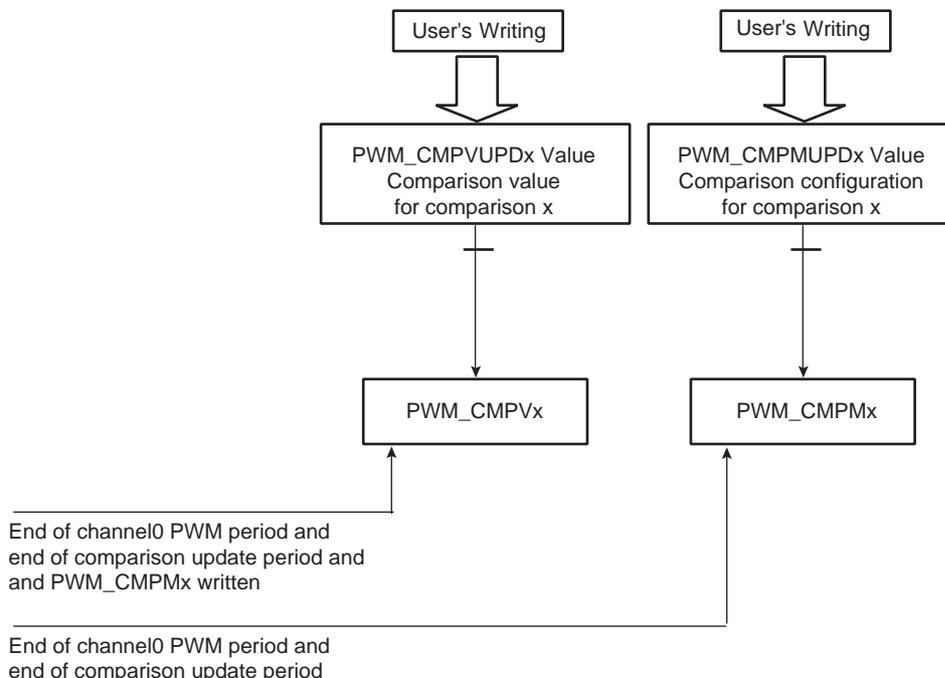 User's Writing
User's Writing
PWM_CMPVUPDx Value
Comparison value
for comparison x
PWM_CMPMUPDx Value
Comparison configuration
for comparison x
PWM_CMPVx
PWM_CMPMx
End of channel0 PWM period and
end of comparison update period and
and PWM_CMPMx written
End of channel0 PWM period and
end of comparison update period